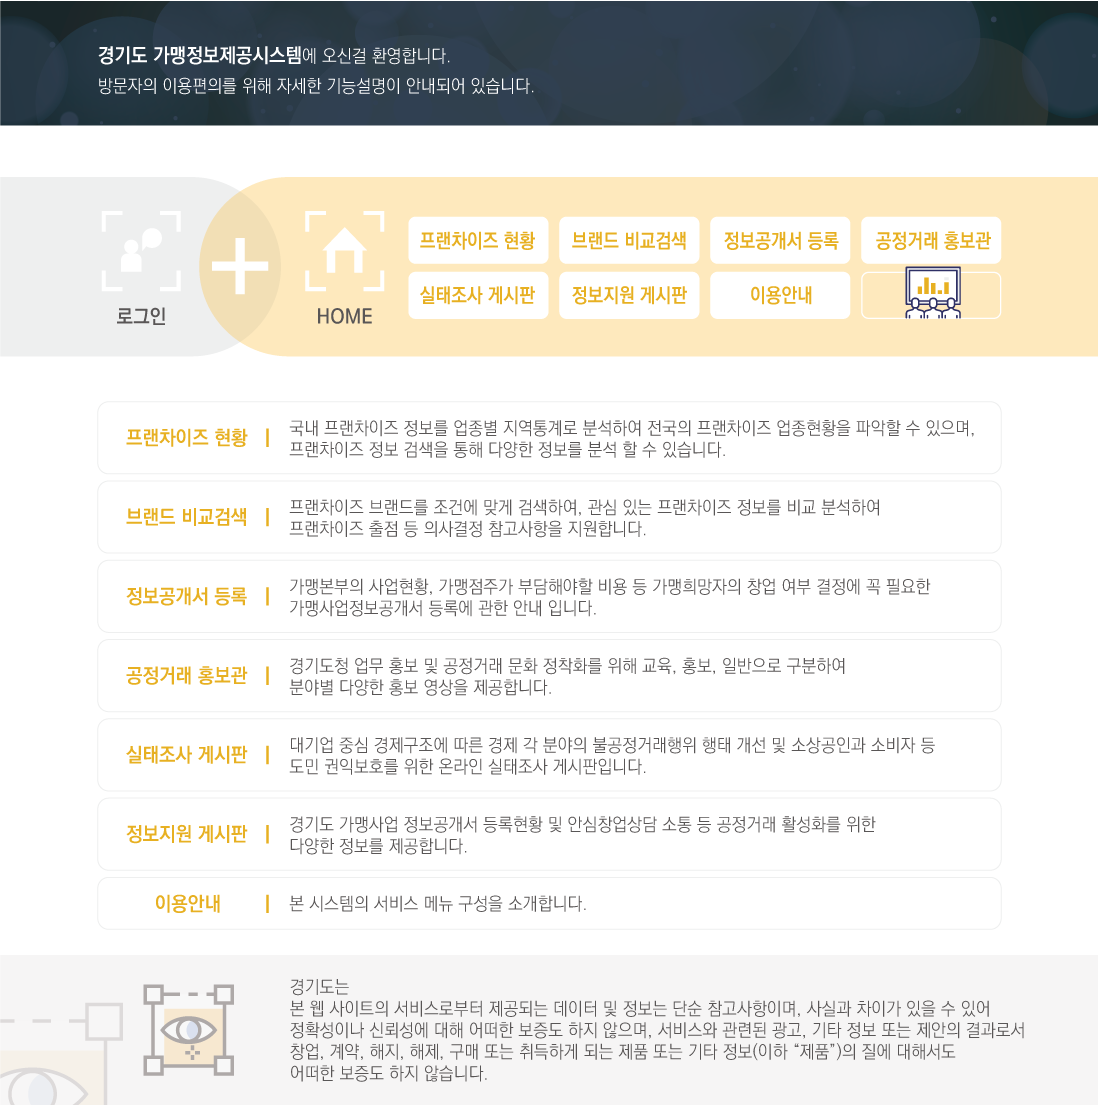 경기도 가맹정보제공시스템에 오신걸 환영합니다.
방문자의 이용편의를 위해 자세한 기능설명이 안내되어 있습니다.
로그인
HOME
프랜차이즈 현황
브랜드 비교검색
정보공개서 등록
공정거래 홍보관
실태조사 게시판
정보지원 게시판
이용안내
프랜차이즈 현황
국내 프랜차이즈 정보를 업종별 지역통계로 분석하여 전국의 프랜차이즈 업종현황을 파악할 수 있으며,
프랜차이즈 정보 검색을 통해 다양한 정보를 분석 할 수 있습니다.
브랜드 비교검색
프랜차이즈 브랜드를 조건에 맞게 검색하여, 관심 있는 프랜차이즈 정보를 비교 분석하여
프랜차이즈 출점 등 의사결정 참고사항을 지원합니다.
정보공개서 등록
가맹본부의 사업현황, 가맹점주가 부담해야할 비용 등 가맹희망자의 창업 여부 결정에 꼭 필요한
가맹사업정보공개서 등록에 관한 안내 입니다.
공정거래 홍보관
경기도청 업무 홍보 및 공정거래 문화 정착화를 위해 교육, 홍보, 일반으로 구분하여
분야별 다양한 홍보 영상을 제공합니다.
실태조사 게시판
대기업 중심 경제구조에 따른 경제 각 분야의 불공정거래행위 행태 개선 및 소상공인과 소비자 등
도민 권익보호를 위한 온라인 실태조사 게시판입니다.
정보지원 게시판
경기도 가맹사업 정보공개서 등록현황 및 안심창업상담 소통 등 공정거래 활성화를 위한
다양한 정보를 제공합니다.
이용안내
본 시스템의 서비스 메뉴 구성을 소개합니다.
경기도는
본 웹 사이트의 서비스로부터 제공되는 데이터 및 정보는 단순 참고사항이며, 사실과 차이가 있을 수 있어
정확성이나 신뢰성에 대해 어떠한 보증도 하지 않으며, 서비스와 관련된 광고, 기타 정보 또는 제안의 결과로서
창업, 계약, 해지, 해제, 구매 또는 취득하게 되는 제품 또는 기타 정보(이하 “제품”)의 질에 대해서도
어떠한 보증도 하지 않습니다.